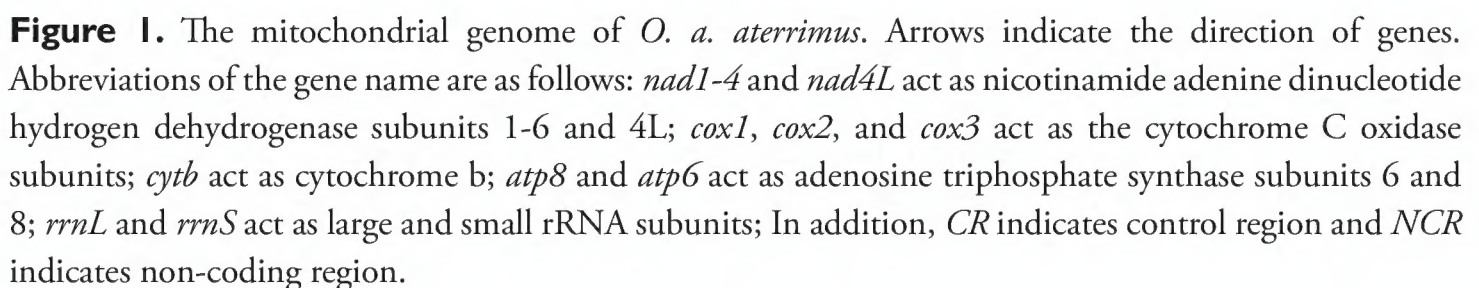 Figure 1. The mitochondrial genome of O. a. aterrimus. Arrows indicate the direction of genes.
Abbreviations of the gene name are as follows: nad1-4 and nad4L act as nicotinamide adenine dinucleotide
hydrogen dehydrogenase subunits 1-6 and 4L; cox1, cox2, and cox3 act as the cytochrome C oxidase
subunits; cytb act as cytochrome b; atp8 and atp6 act as adenosine triphosphate synthase subunits 6 and
8; rrnL and rrnS act as large and small rRNA subunits; In addition, CR indicates control region and NCR
indicates non-coding region.